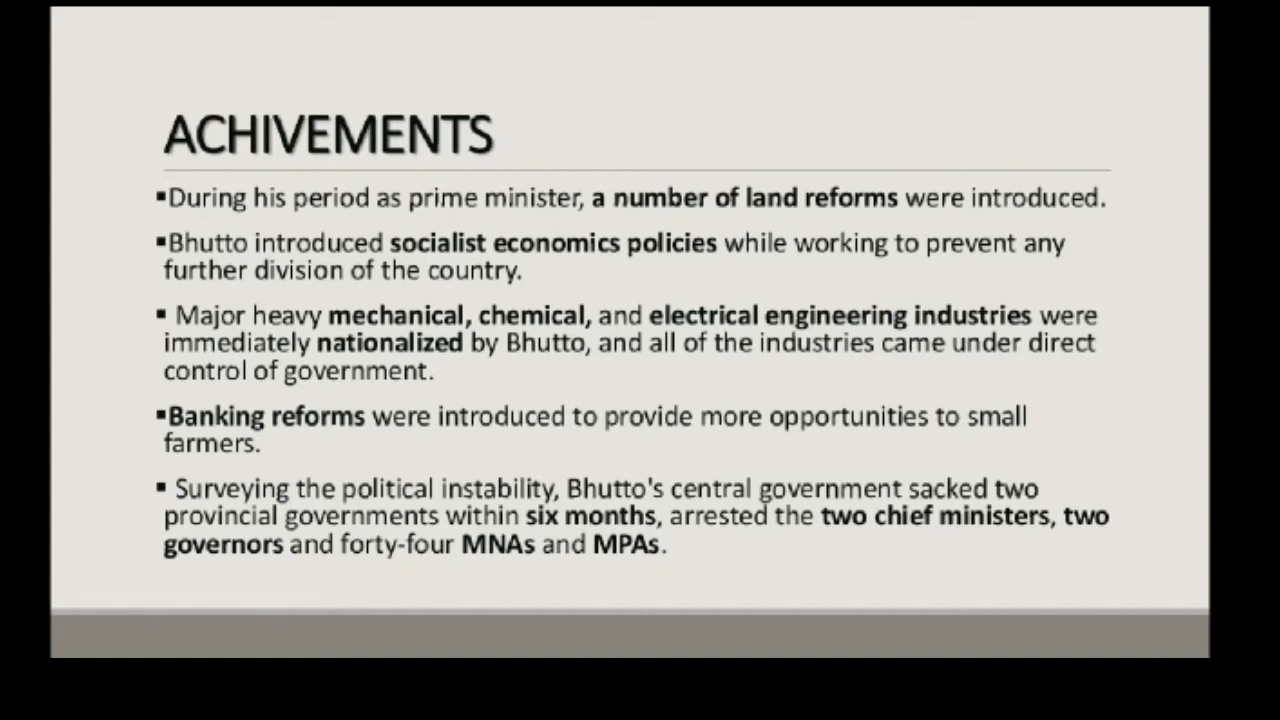 ACHIVEMENTS
▪During his period as prime minister, a number of land reforms were introduced.
▪Bhutto introduced socialist economics policies while working to prevent any
further division of the country.
▪ Major heavy mechanical, chemical, and electrical engineering industries were
immediately nationalized by Bhutto, and all of the industries came under direct
control of government.
▪Banking reforms were introduced to provide more opportunities to small
farmers.
▪ Surveying the political instability, Bhutto's central government sacked two
provincial governments within six months, arrested the two chief ministers, two
governors and forty-four MNAs and MPAs.